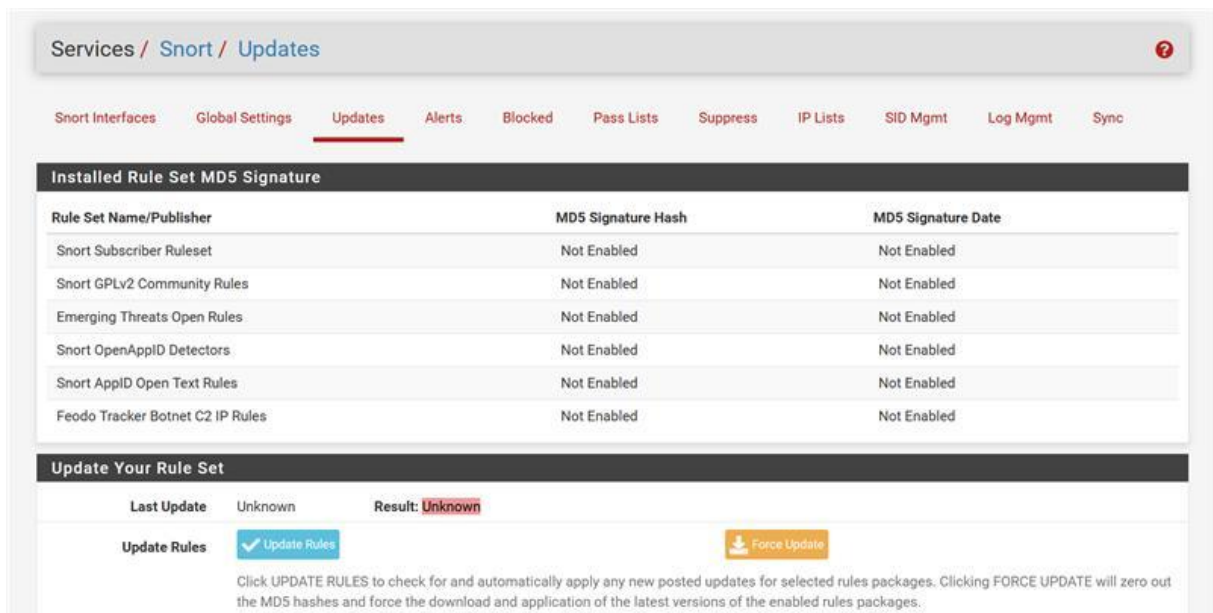 Services / Snort / Updates
Snort Interfaces Global Settings Updates Alerts Blocked Pass Lists Suppress IP Lists SID Mgmt Log Mgmt Sync
Installed Rule Set MD5 Signature
Rule Set Name/Publisher MD5 Signature Hash MD5 Signature Date
Snort Subscriber Ruleset Not Enabled Not Enabled
Snort GPLv2 Community Rules Not Enabled Not Enabled
Emerging Threats Open Rules Not Enabled Not Enabled
Snort OpenAppID Detectors Not Enabled Not Enabled
Snort AppID Open Text Rules Not Enabled Not Enabled
Feodo Tracker Botnet C2 IP Rules Not Enabled Not Enabled
Update Your Rule Set
Last Update Unknown Result: Unknown
Update Rules Update Rules Force Update
Click UPDATE RULES to check for and automatically apply any new posted updates for selected rules packages. Clicking FORCE UPDATE will zero out
the MD5 hashes and force the download and application of the latest versions of the enabled rules packages.